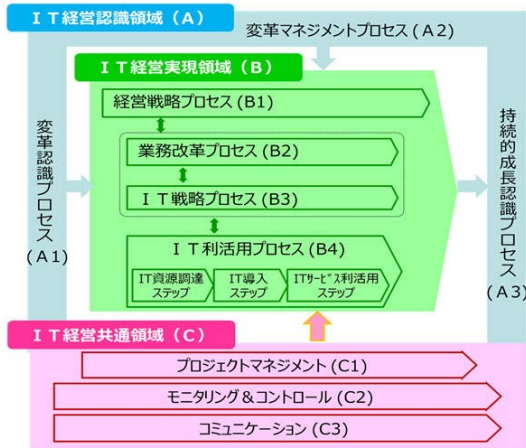 ＩＴ経営認識領域（Ａ）
変革マネジメントプロセス(Ａ2)
ＩＴ経営実現領域（Ｂ）
経営戦略プロセス(B1)
業務改革プロセス(B2)
ＩＴ戦略プロセス(B3)
ＩＴ利活用プロセス(B4)
IT資源調達
ステップ
IT導入
ステップ
ITｻｰﾋﾞｽ利活用
ステップ
変革認識プロセス
(Ａ1)
持続的成長認識プロセス
(Ａ3)
ＩＴ経営共通領域（Ｃ）
プロジェクトマネジメント(C1)
モニタリング＆コントロール(C2)
コミュニケーション(C3)